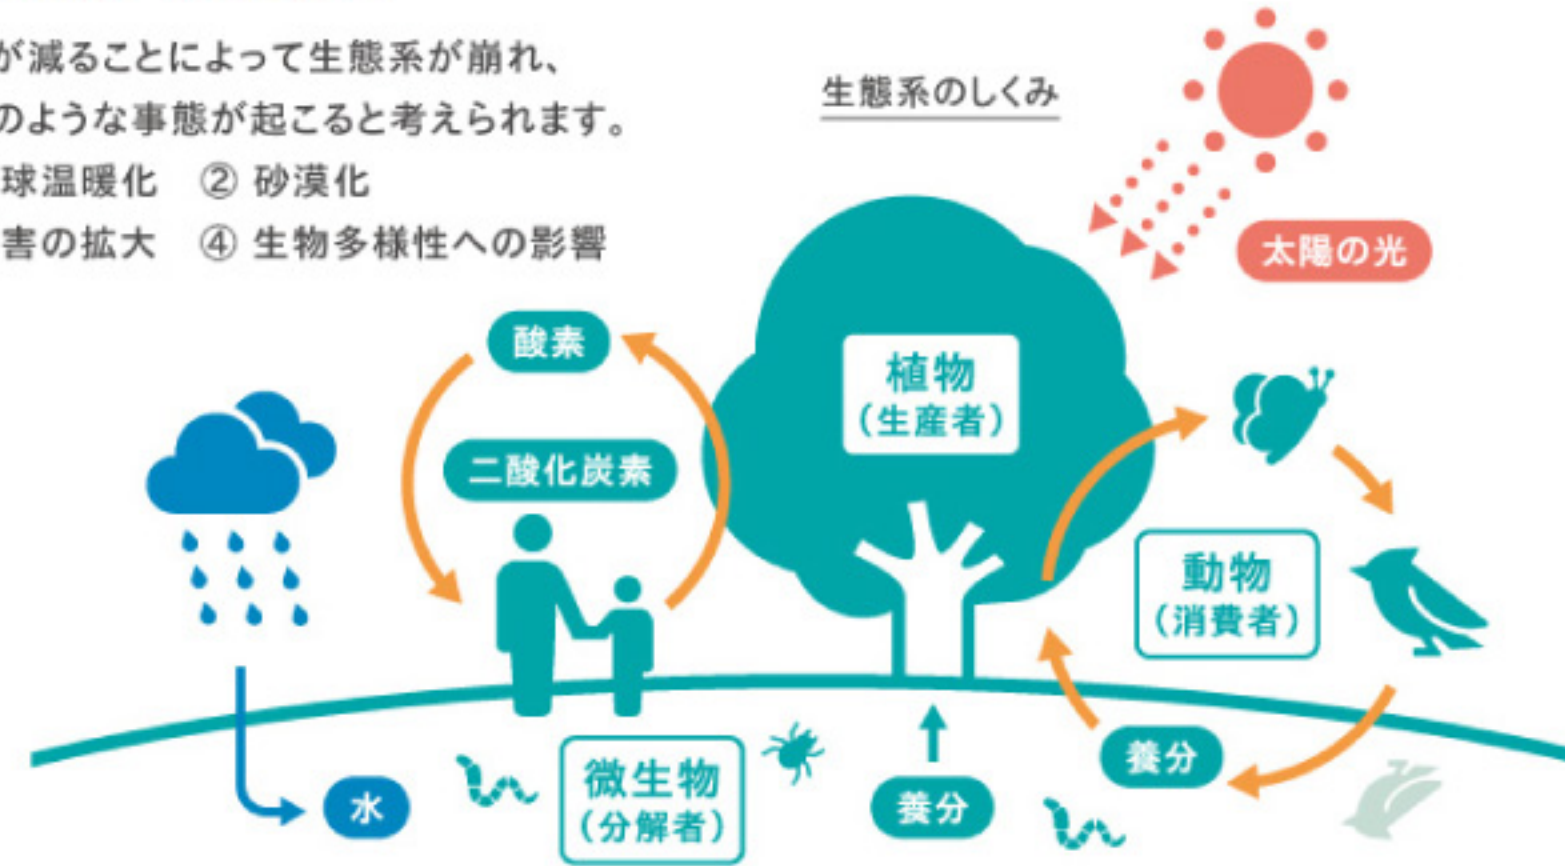 が減ることによって生態系が崩れ、
のような事態が起こると考えられます。
球温暖化 ② 砂漠化
害の拡大 ④ 生物多様性への影響
生態系のしくみ
太陽の光
酸素
二酸化炭素
植物
（生産者）
動物
（消費者）
養分
養分
微生物
（分解者）
水